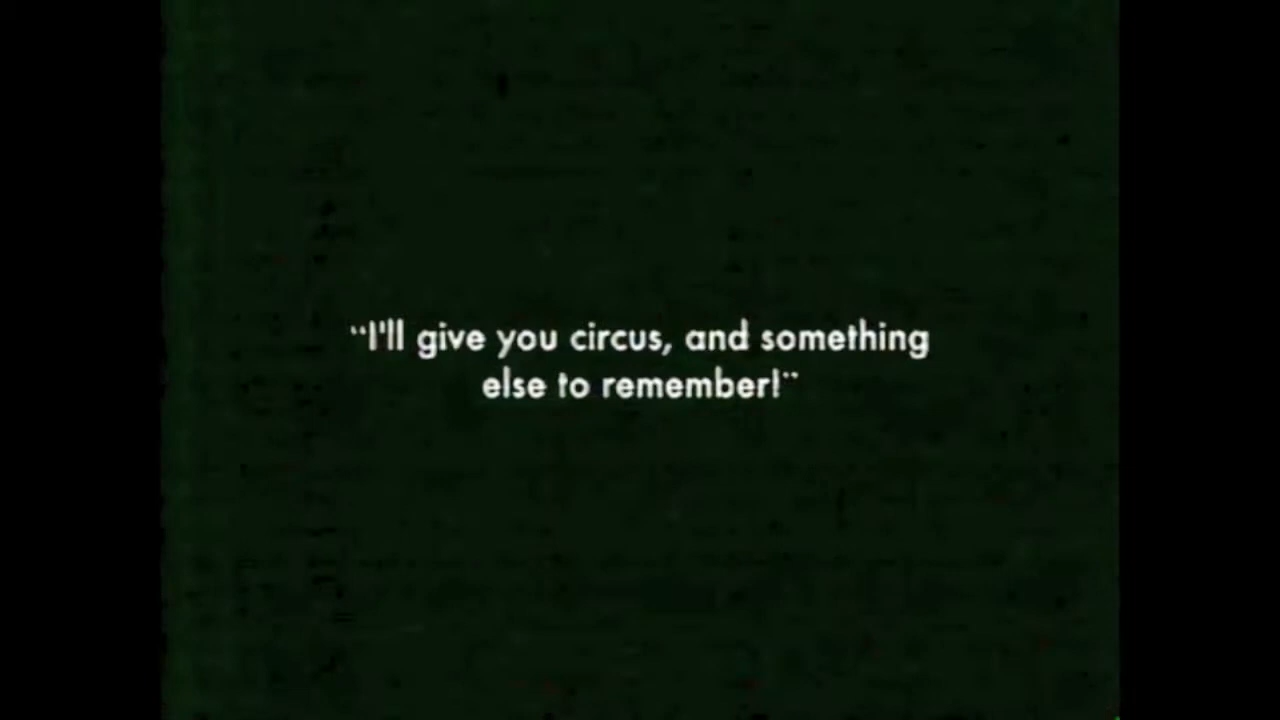 "I'll give you circus, and something
else to remember!"